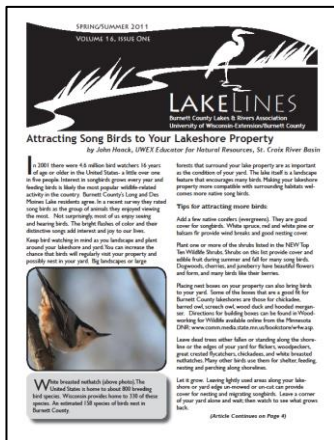 SPRING/SUMMER 2011
VOLUME 16, ISSUE ONE
LAKELINES
Burnett County Lakes & Rivers Association
University of Wisconsin-Extension/Burnett County
Attracting Song Birds to Your Lakeshore Property
by John Haack, UWEX Educator for Natural Resources, St. Croix River Basin
In 2001 there were 4.6 million bird watchers 16 years
of age or older in the United States - a little over one
in five people. Interest in songbirds grows every year and
feeding birds is likely the most popular wildlife-related
activity in the country. Burnett County's Long and Des
Moines Lake residents agree. In a recent survey they rated
song birds as the group of animals they enjoyed viewing
the most. Not surprisingly, most of us enjoy seeing
and hearing birds. The bright flashes of color and their
distinctive songs add interest and joy to our lives.
Keep bird watching in mind as you landscape and plant
around your lakeshore and yard. You can increase the
chance that birds will regularly visit your property and
possibly nest in your yard. Big landscapes or large
White breasted nuthatch (above photo). The
United States is home to about 800 breeding
bird species. Wisconsin provides home to 230 of these
species. An estimated 150 species of birds nest in
Burnett County.
forests that surround your lake property are as important
as the condition of your yard. The lake itself is a landscape
feature that encourages many birds. Making your lakeshore
property more compatible with surrounding habitats wel-
comes more native song birds.
Tips for attracting more birds
Add a few native conifers (evergreens). They are good
cover for songbirds. White spruce, red and white pine or
balsam fir provide wind breaks and good nesting cover.
Plant one or more of the shrubs listed in the NEW Top
Ten Wildlife Shrubs. Shrubs on this list provide cover and
edible fruit during summer and fall for many song birds.
Dogwoods, cherries, and juneberry have beautiful flowers
and form, and many birds like their berries.
Placing nest boxes on your property can also bring birds
to your yard. Some of the boxes that are a good fit for
Burnett County lakeshores are those for chickadee,
barred owl, screech owl, wood duck and hooded mergan-
ser. Directions for building boxes can be found in Wood-
working for Wildlife available online from the Minnesota
DNR; www.comm.media.state.mn.us/bookstore/wfw.asp.
Leave dead trees either fallen or standing along the shore-
line or the edges of your yard for flickers, woodpeckers,
great crested flycatchers, chickadees, and white breasted
nuthatches. Many other birds use them for shelter, feeding,
nesting and perching along shorelines.
Let it grow. Leaving lightly used areas along your lake-
shore or yard edge un-mowed or un-cut can provide
cover for nesting and migrating songbirds. Leave a corner
of your yard alone and wait; then watch to see what grows
back.
(Article Continues on Page 4)